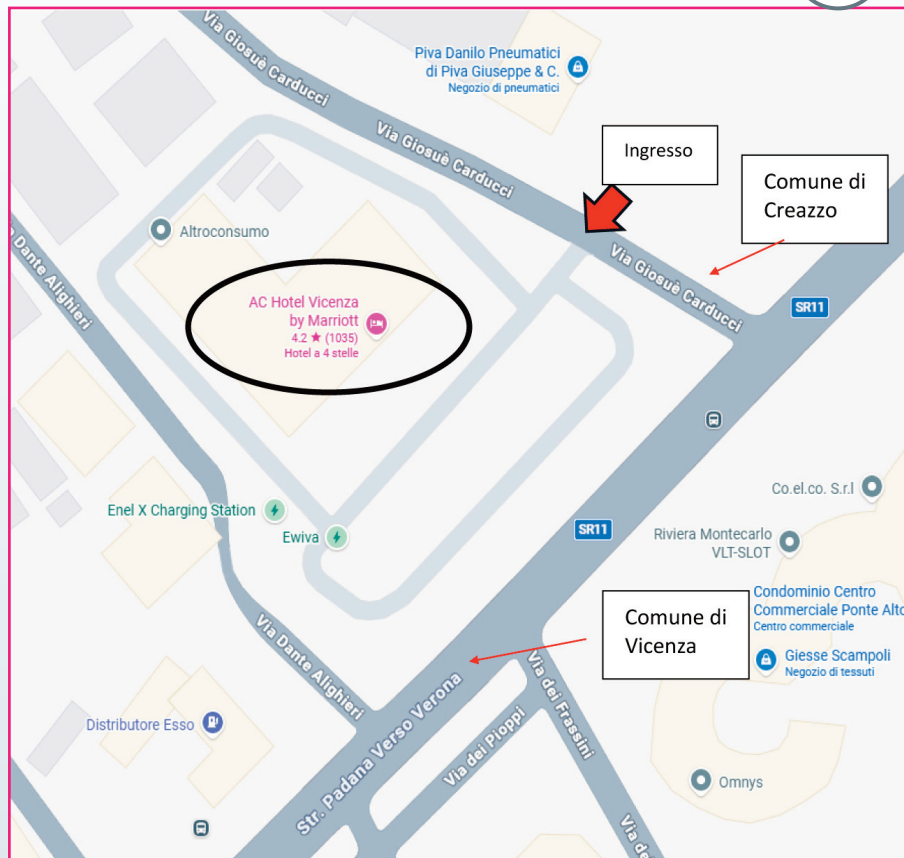 Via Giosuè Carducci
Piva Danilo Pneumatici
di Piva Giuseppe & C.
Negozio di pneumatici
Via Giosuè Carducci
Ingresso
Comune di
Creazzo
Altroconsumo
Via Giosuè Carducci
SR11
Dante Alighieri
AC Hotel Vicenza
by Marriott
4.2 ★ (1035)
Hotel a 4 stelle
Co.el.co. S.r.l
Enel X Charging Station
Ewiva
SR11
Riviera Montecarlo
VLT-SLOT
Condominio Centro
Commerciale Ponte Alto
Centro commerciale
Comune di
Vicenza
Giesse Scampoli
Negozio di tessuti
Via Dante Alighieri
Via dei Frassini
Distributore Esso
Str. Padana Verso Verona
Via dei Pioppi
Omnys
Via de